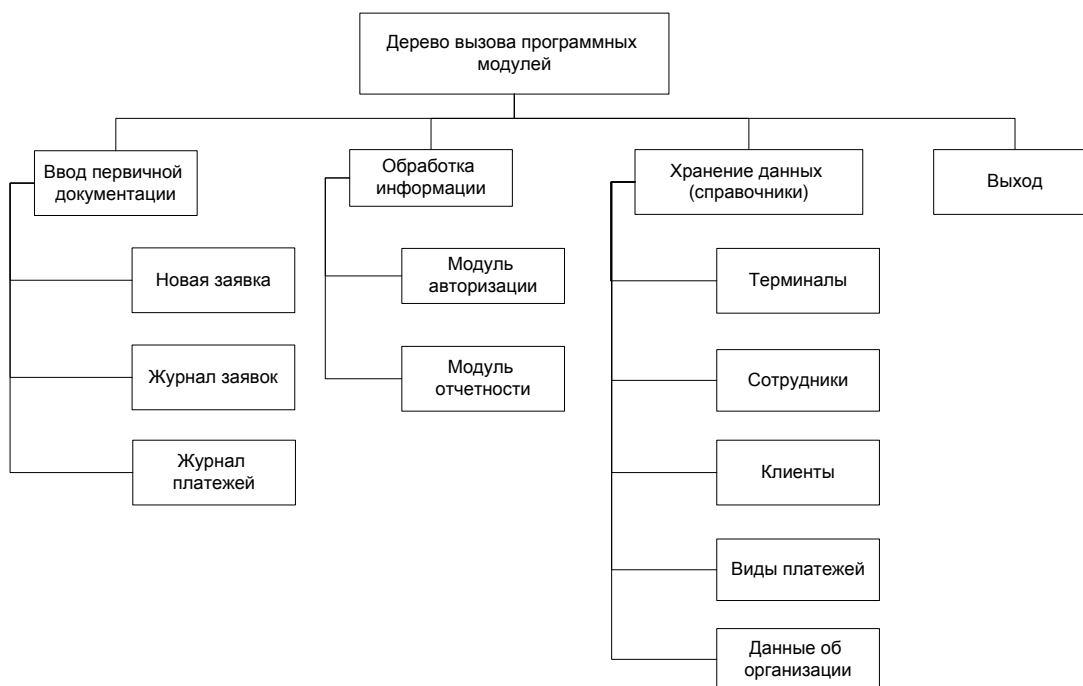 Дерево вызова программных
модулей
Ввод первичной
документации
Новая заявка
Журнал заявок
Журнал
платежей
Обработка
информации
Модуль
авторизации
Модуль
отчетности
Хранение данных
(справочники)
Терминалы
Сотрудники
Клиенты
Виды платежей
Данные об
организации
Выход